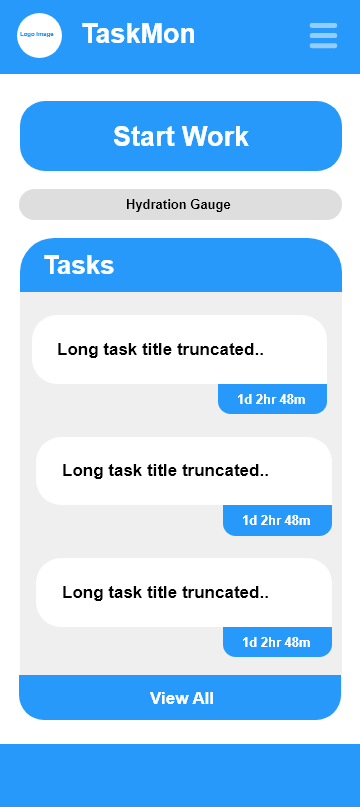 Logo Image
TaskMon
Start Work
Hydration Gauge
Tasks
Long task title truncated..
1d 2hr 48m
Long task title truncated..
1d 2hr 48m
Long task title truncated..
1d 2hr 48m
View All